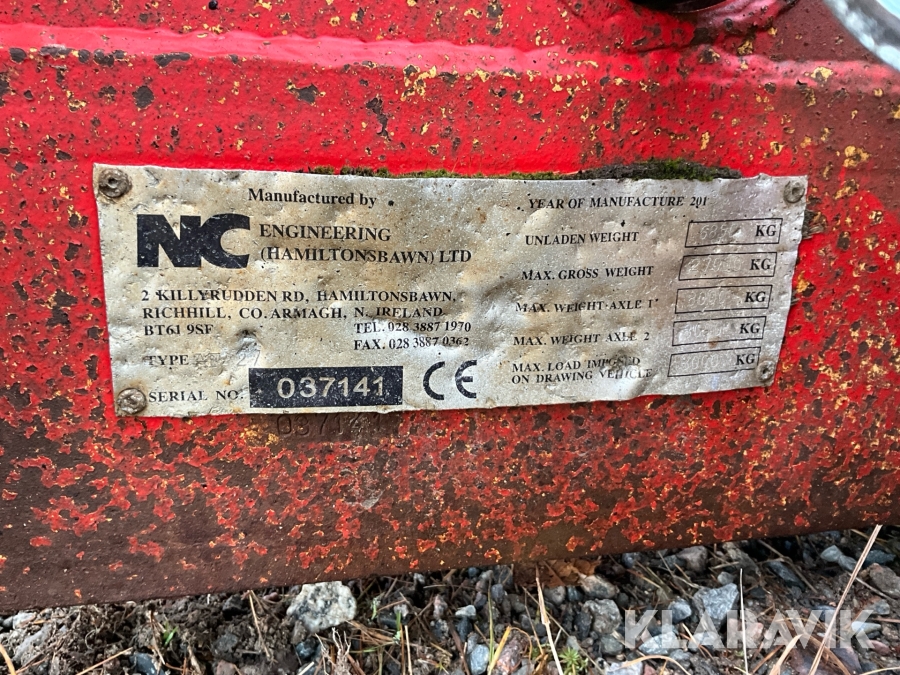 Manufactured by
NC
ENGINEERING
(HAMILTONSBAWN) LTD
2 KILLYRUDDEN RD, HAMILTONSBAWN,
RICHHILL, CO. ARMAGH, N. IRELAND
BT61 9SF TEL. 028 3887 1970
FAX. 028 3887 0362
TYPE
SERIAL NO. 037141
CE
YEAR OF MANUFACTURE 201
UNLADEN WEIGHT KG
MAX. GROSS WEIGHT KG
MAX. WEIGHT AXLE 1 KG
MAX. WEIGHT AXLE 2 KG
MAX. LOAD IMPOSED
ON DRAWING VEHICLE KG
037141
KLARAVIK